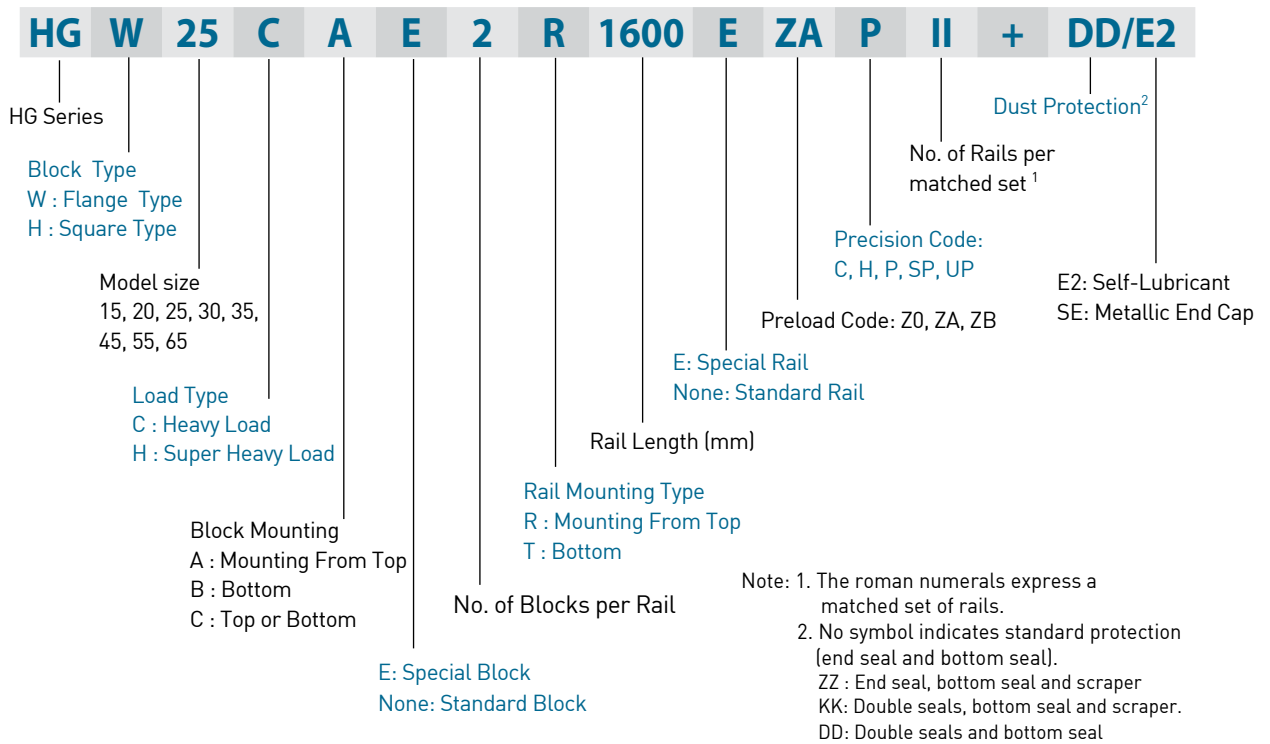 HG W 25 C A E 2 R 1600 E ZA P II + DD/E2
HG Series
Block Type
W : Flange Type
H : Square Type
Model size
15, 20, 25, 30, 35,
45, 55, 65
Load Type
C : Heavy Load
H : Super Heavy Load
Block Mounting
A : Mounting From Top
B : Bottom
C : Top or Bottom
E: Special Block
None: Standard Block
No. of Blocks per Rail
Rail Mounting Type
R : Mounting From Top
T : Bottom
Rail Length (mm)
E: Special Rail
None: Standard Rail
Preload Code: Z0, ZA, ZB
Precision Code:
C, H, P, SP, UP
No. of Rails per
matched set 1
Dust Protection2
E2: Self-Lubricant
SE: Metallic End Cap
Note: 1. The roman numerals express a
matched set of rails.
2. No symbol indicates standard protection
(end seal and bottom seal).
ZZ : End seal, bottom seal and scraper
KK: Double seals, bottom seal and scraper.
DD: Double seals and bottom seal